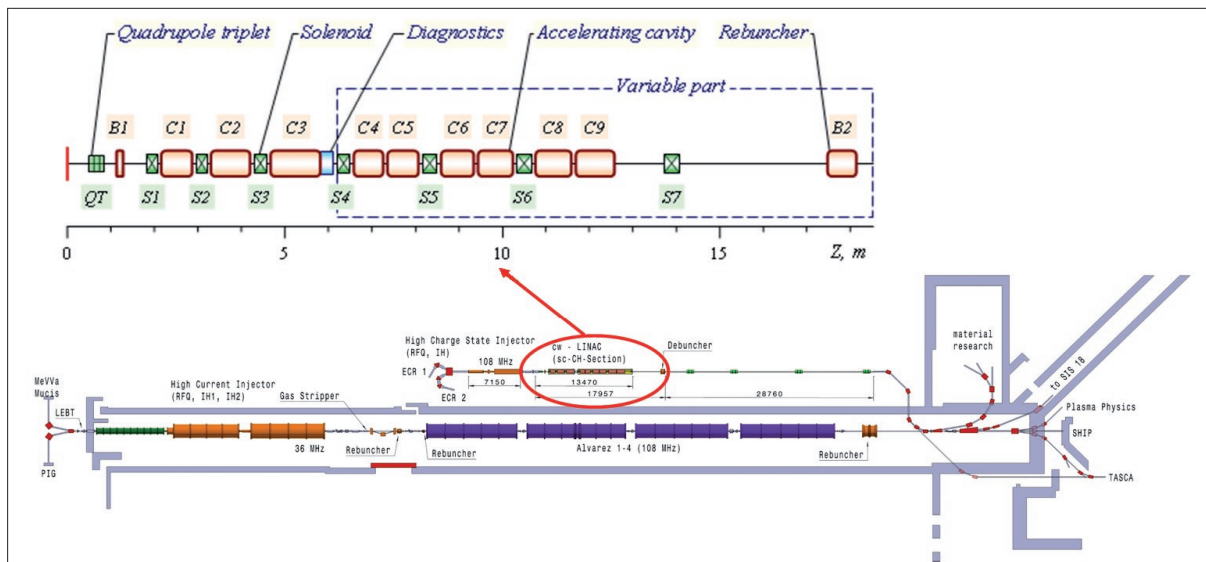 Quadrupole triplet Solenoid Diagnostics Accelerating cavity Rebuncher
Variable part
B1 C1 C2 C3 C4 C5 C6 C7 C8 C9 B2
QT S1 S2 S3 S4 S5 S6 S7
0 5 10 15 Z, m
High Charge State Injector
(RFQ, IH)
108 MHz
ECR 1
7150
ECR 2
cw - LINAC
(sc-CH-Section)
13470
17957
Debuncher
28760
material
research
to SIS 18
MeVVa
Mucis
LEBT
PIG
High Current Injector
(RFQ, IH1, IH2)
Gas Stripper
36 MHz
Rebuncher
Rebuncher
Alvarez 1-4 (108 MHz)
Rebuncher
Plasma Physics
SHIP
TASCA